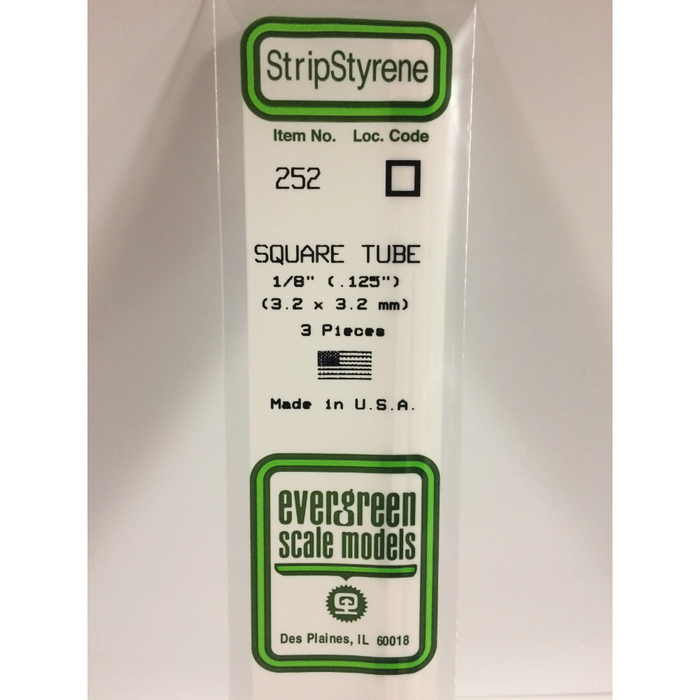 StripStyrene
Item No. Loc. Code
252
SQUARE TUBE
1/8" (.125")
(3.2 x 3.2 mm)
3 Pieces
Made in U.S.A.
evergreen
scale models
Des Plaines, IL 60018